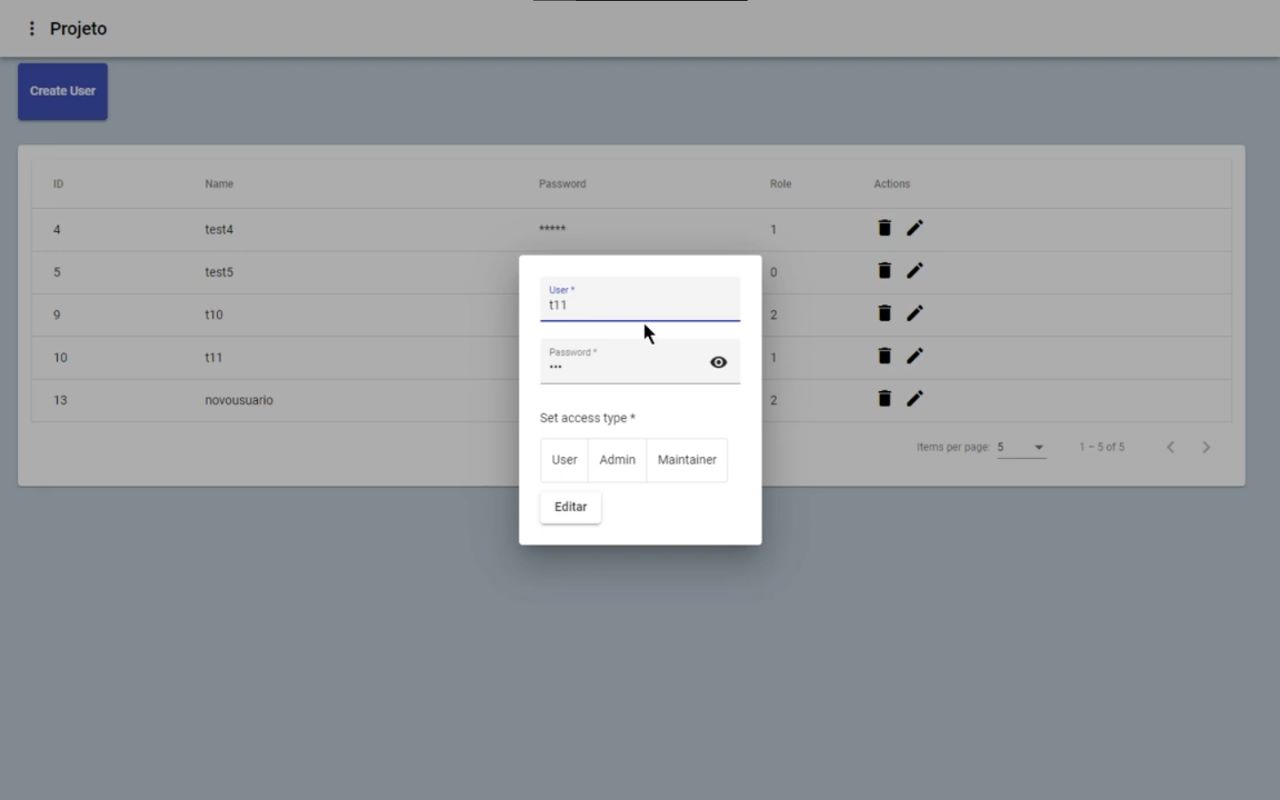 Projeto
Create User
ID Name Password Role Actions
4 test4 ***** 1
5 test5 0
9 t10 2
10 t11 1
13 novousuario 2
User *
t11
Password *
•••
Set access type *
User Admin Maintainer
Editar
Items per page: 5 1 – 5 of 5